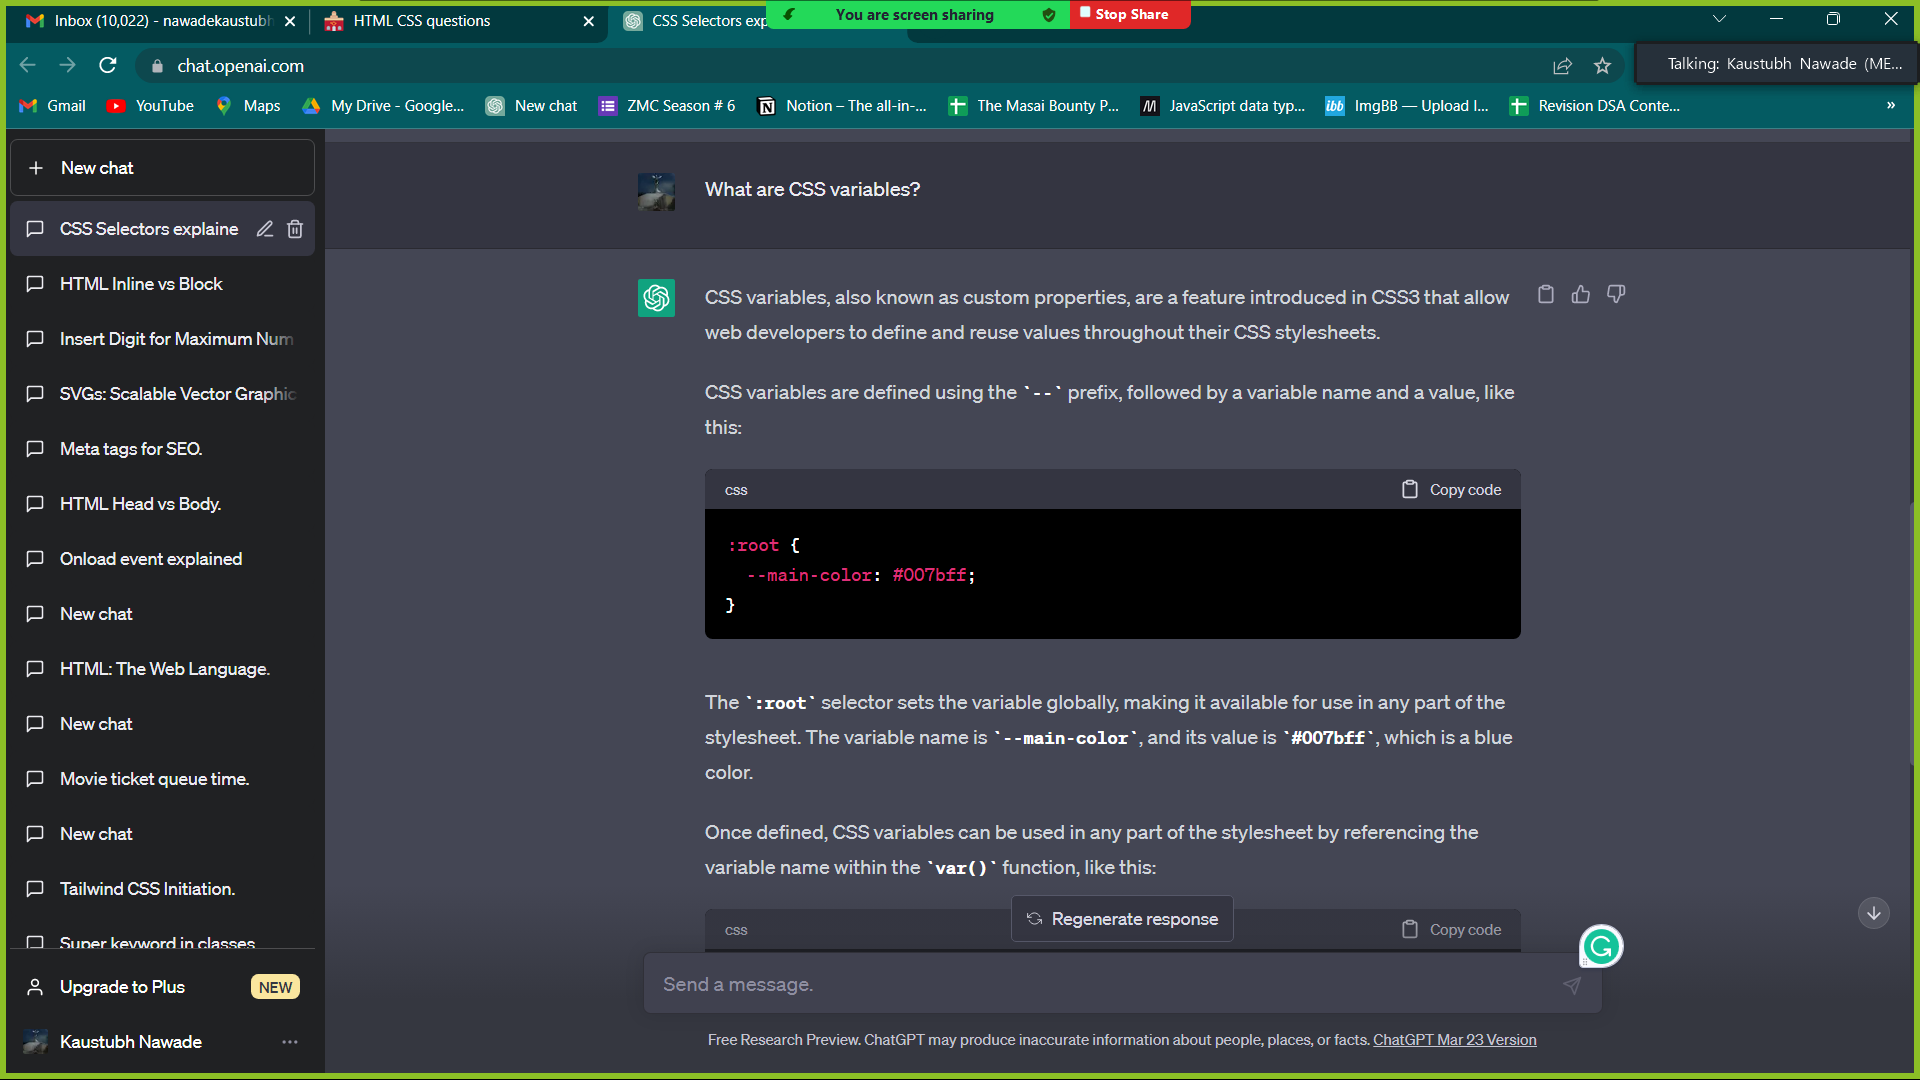 Inbox (10,022) - nawadekaustubh
HTML CSS questions
CSS Selectors exp
You are screen sharing
Stop Share
chat.openai.com
Talking: Kaustubh Nawade (ME...
Gmail
YouTube
Maps
My Drive - Google...
New chat
ZMC Season # 6
Notion – The all-in-...
The Masai Bounty P...
JavaScript data typ...
ibb
ImgBB — Upload I...
Revision DSA Conte...
»
New chat
CSS Selectors explaine
HTML Inline vs Block
Insert Digit for Maximum Num
SVGs: Scalable Vector Graphic
Meta tags for SEO.
HTML Head vs Body.
Onload event explained
New chat
HTML: The Web Language.
New chat
Movie ticket queue time.
New chat
Tailwind CSS Initiation.
Super keyword in classes
Upgrade to Plus
NEW
Kaustubh Nawade
What are CSS variables?
CSS variables, also known as custom properties, are a feature introduced in CSS3 that allow
web developers to define and reuse values throughout their CSS stylesheets.
CSS variables are defined using the `--` prefix, followed by a variable name and a value, like
this:
css
Copy code
:root {
--main-color: #007bff;
}
The `:root` selector sets the variable globally, making it available for use in any part of the
stylesheet. The variable name is `--main-color`, and its value is `#007bff`, which is a blue
color.
Once defined, CSS variables can be used in any part of the stylesheet by referencing the
variable name within the `var()` function, like this:
css
Copy code
Regenerate response
Send a message.
Free Research Preview. ChatGPT may produce inaccurate information about people, places, or facts. ChatGPT Mar 23 Version